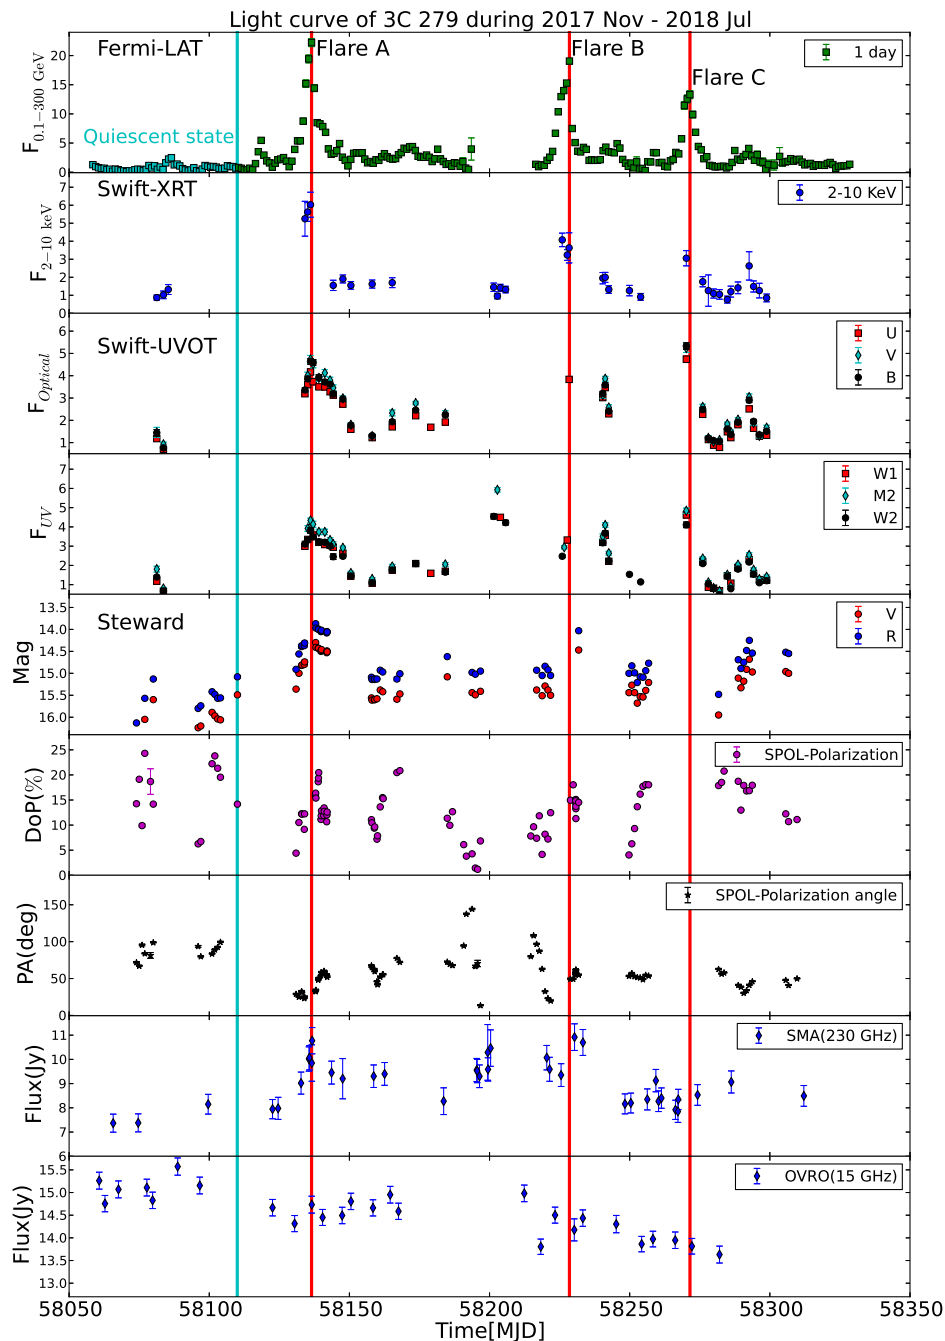 Light curve of 3C 279 during 2017 Nov - 2018 Jul
Fermi-LAT
Flare A
Flare B
Flare C
1 day
Quiescent state
F0.1−300 GeV
20
15
10
5
0
Swift-XRT
2-10 KeV
F2−10 keV
7
6
5
4
3
2
1
0
Swift-UVOT
U
V
B
FOptical
6
5
4
3
2
1
W1
M2
W2
FUV
7
6
5
4
3
2
1
Steward
V
R
Mag
13.5
14.0
14.5
15.0
15.5
16.0
SPOL-Polarization
DoP(%)
25
20
15
10
5
0
SPOL-Polarization angle
PA(deg)
150
100
50
0
SMA(230 GHz)
Flux(Jy)
11
10
9
8
7
6
OVRO(15 GHz)
Flux(Jy)
15.5
15.0
14.5
14.0
13.5
13.0
58050 58100 58150 58200 58250 58300 58350
Time[MJD]